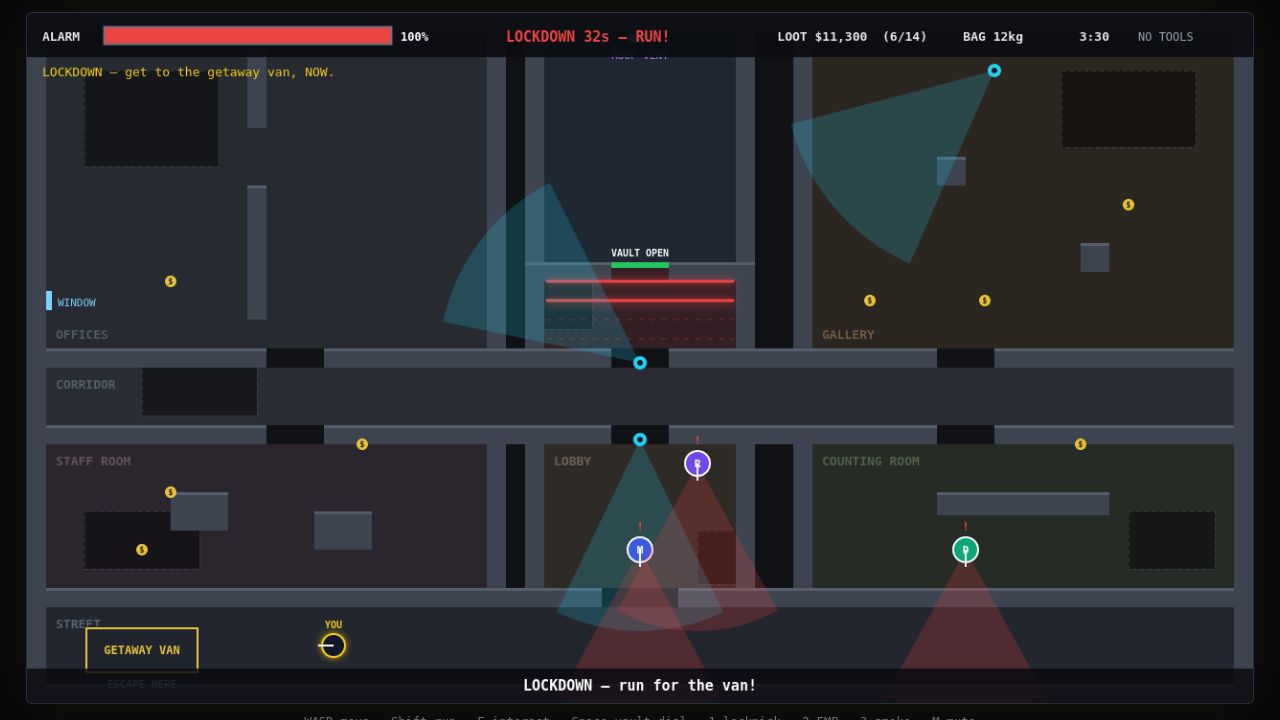 ALARM 100% LOCKDOWN 32s — RUN! LOOT $11,300 (6/14) BAG 12kg 3:30 NO TOOLS
LOCKDOWN — get to the getaway van, NOW.
VAULT OPEN
$
$
$ $
WINDOW
OFFICES GALLERY
CORRIDOR
! 
$ $
STAFF ROOM LOBBY COUNTING ROOM
$
! !
$ M
STREET YOU
GETAWAY VAN
ESCAPE HERE
LOCKDOWN — run for the van!